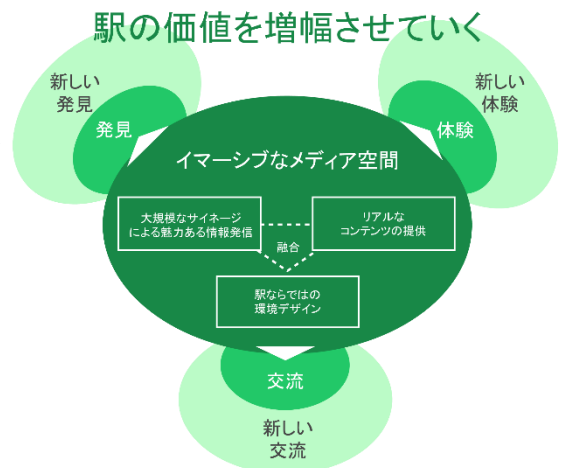 駅の価値を増幅させていく
新しい
発見
発見
新しい
体験
体験
イマーシブなメディア空間
大規模なサイネージ
による魅力ある情報発信
リアルな
コンテンツの提供
融合
駅ならではの
環境デザイン
交流
新しい
交流